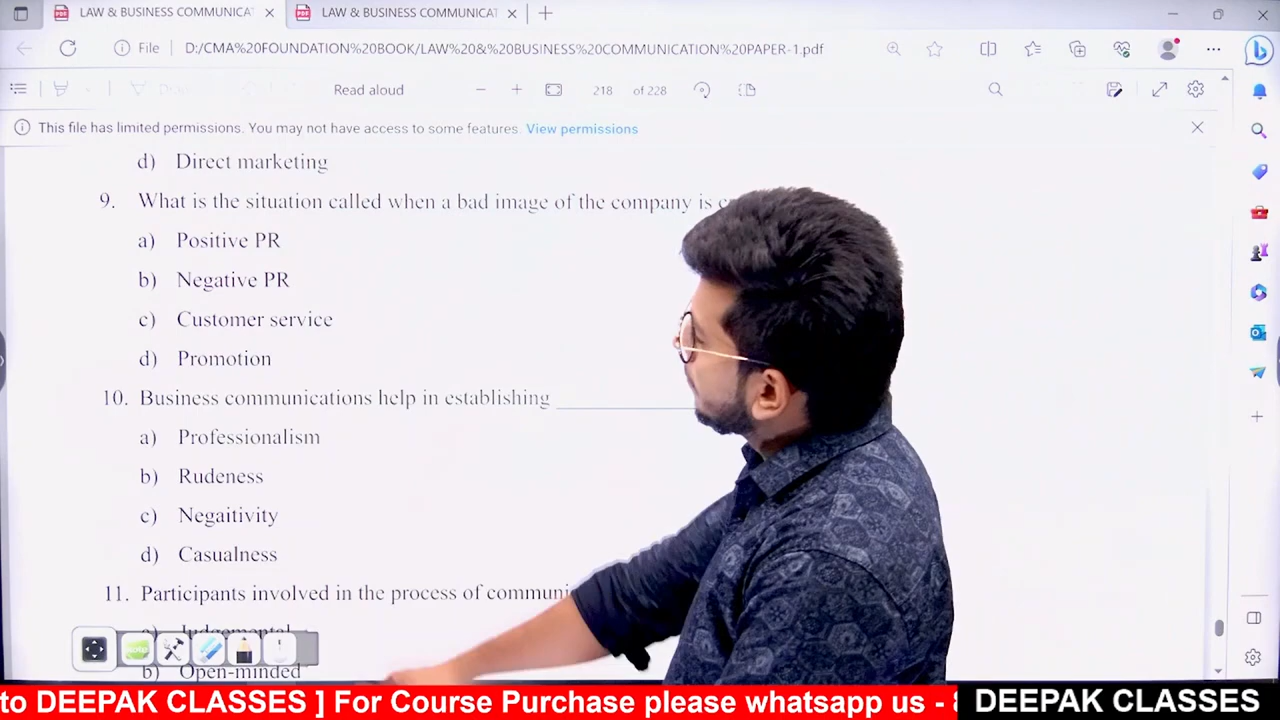 LAW & BUSINESS COMMUNICAT
LAW & BUSINESS COMMUNICAT
File
D:/CMA%20FOUNDATION%20BOOK/LAW%20&%20BUSINESS%20COMMUNICATION%20PAPER-1.pdf
Read aloud
218 of 228
This file has limited permissions. You may not have access to some features. View permissions
d) Direct marketing
9. What is the situation called when a bad image of the company is
a) Positive PR
b) Negative PR
c) Customer service
d) Promotion
10. Business communications help in establishing ____________
a) Professionalism
b) Rudeness
c) Negaitivity
d) Casualness
11. Participants involved in the process of
b) Open-minded
to DEEPAK CLASSES ] For Course Purchase please whatsapp us -
DEEPAK CLASSES